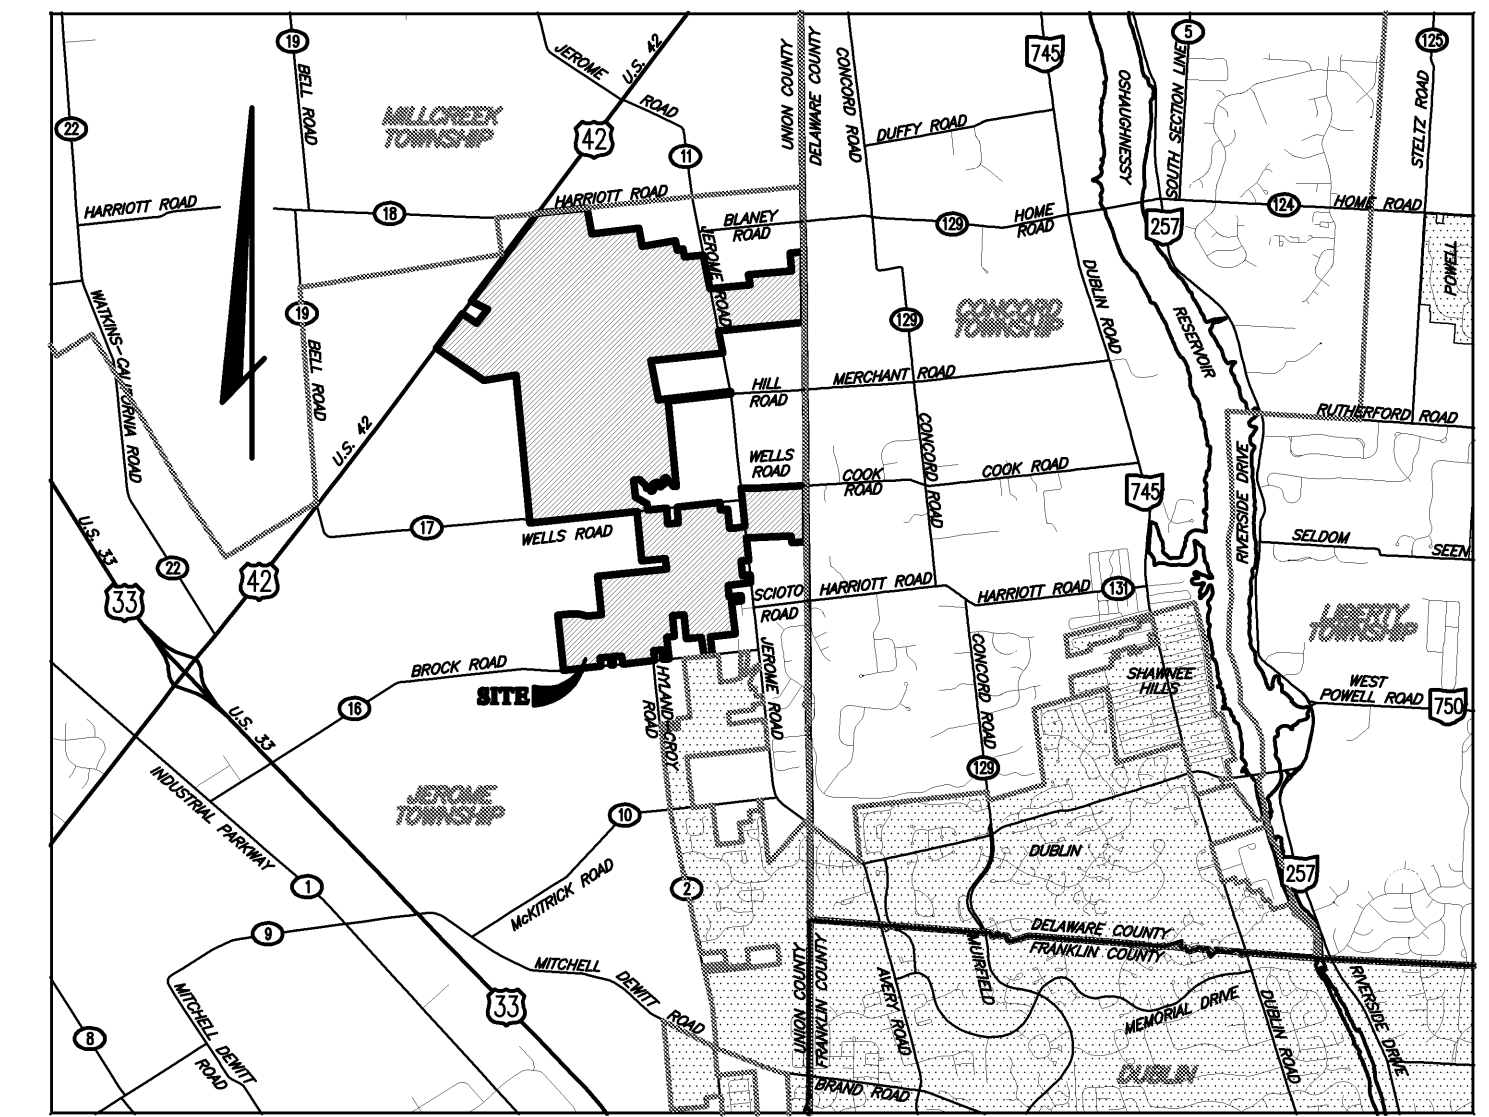 19
BELL ROAD
22
HARRIOTT ROAD
MILLCREEK
TOWNSHIP
JEROME
ROAD
U.S. 42
42
11
HARRIOTT ROAD
18
UNION COUNTY
DELAWARE COUNTY
CONCORD ROAD
745
OSHAUGHNESSY
SOUTH SECTION LINE
5
125
STELTZ ROAD
DUFFY ROAD
BLANEY
ROAD
JEROME ROAD
129
HOME
ROAD
257
124
HOME ROAD
POWELL
WATKINS-CALIFORNIA ROAD
19
BELL ROAD
U.S. 42
129
CONCORD
TOWNSHIP
DUBLIN ROAD
RESERVOIR
HILL
ROAD
MERCHANT ROAD
RUTHERFORD ROAD
WELLS
ROAD
COOK
ROAD
CONCORD ROAD
COOK ROAD
745
RIVERSIDE DRIVE
17
WELLS ROAD
SELDOM
SEEN
U.S. 33
33
22
42
SCIOTO
ROAD
HARRIOTT ROAD
HARRIOTT ROAD
131
LIBERTY
TOWNSHIP
BROCK ROAD
SITE
16
HYLAND-CROY
ROAD
JEROME ROAD
CONCORD ROAD
129
SHAWNEE
HILLS
WEST
POWELL ROAD
750
U.S. 33
INDUSTRIAL PARKWAY
JEROME
TOWNSHIP
10
McKITRICK ROAD
1
2
DUBLIN
257
9
MITCHELL DEWITT ROAD
DELAWARE COUNTY
FRANKLIN COUNTY
UNION COUNTY
FRANKLIN COUNTY
AVERY ROAD
MUIRFIELD
MEMORIAL DRIVE
DUBLIN ROAD
RIVERSIDE DRIVE
33
MITCHELL DEWITT
ROAD
8
BRAND ROAD
DUBLIN